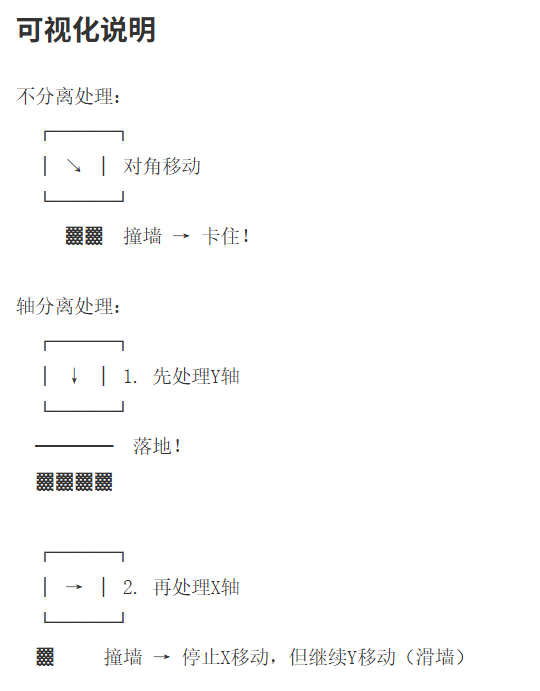 可视化说明
不分离处理：
┌──────┐
│ ↘ │ 对角移动
└──────┘
▓▓ 撞墙 → 卡住！
轴分离处理：
┌──────┐
│ ↓ │ 1. 先处理Y轴
└──────┘
──────── 落地！
▓▓▓▓
┌──────┐
│ → │ 2. 再处理X轴
└──────┘
▓ 撞墙 → 停止X移动，但继续Y移动（滑墙）